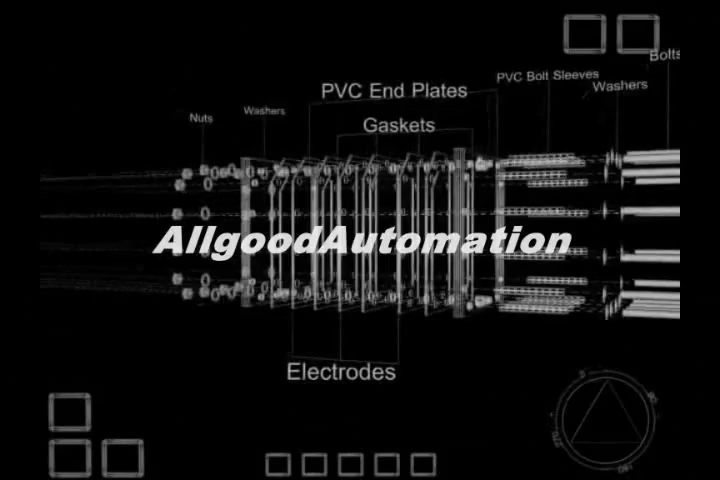 Bolts
PVC Bolt Sleeves
Washers
PVC End Plates
Washers
Nuts
Gaskets
AllgoodAutomation
Electrodes